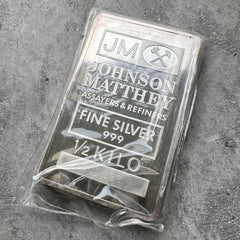 JM
JOHNSON
MATTHEY
ASSAYERS & REFINERS
FINE SILVER
999
1/2 KILO